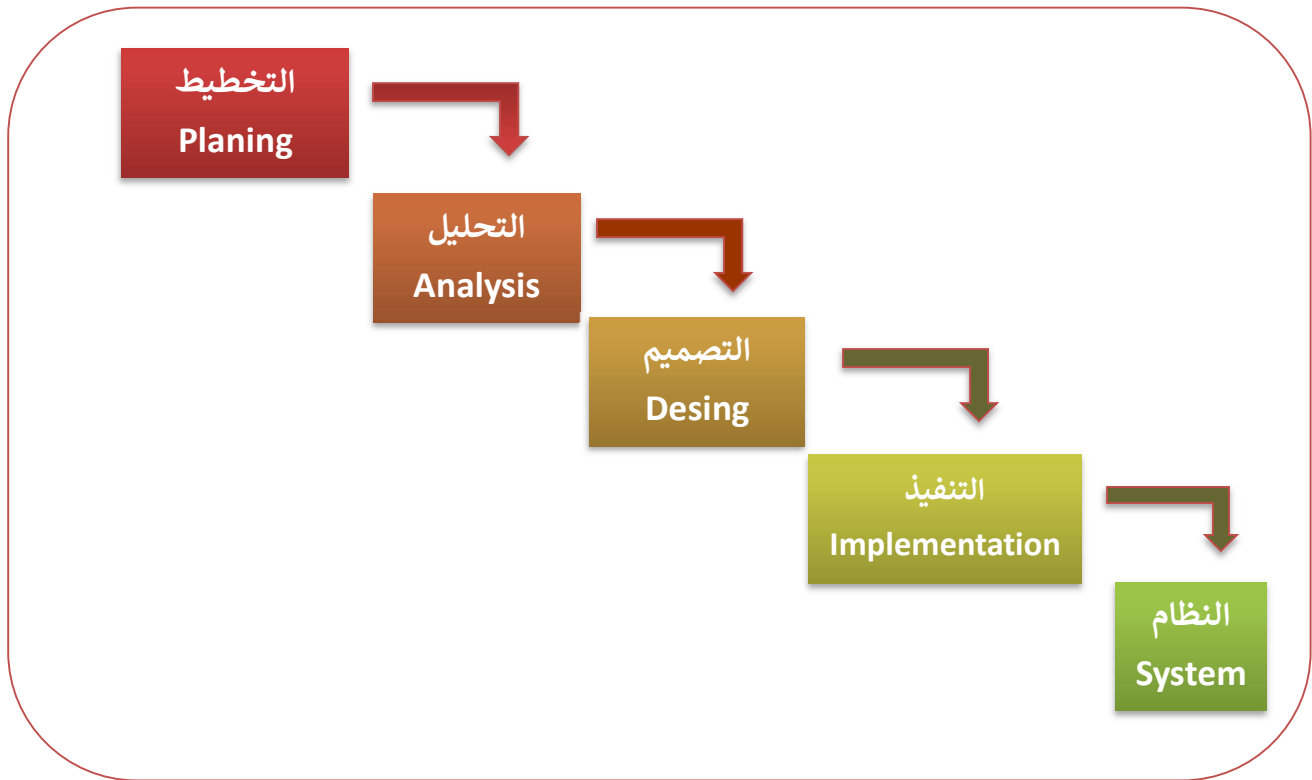 التخطيط
Planing
التحليل
Analysis
التصميم
Desing
التنفيذ
Implementation
النظام
System